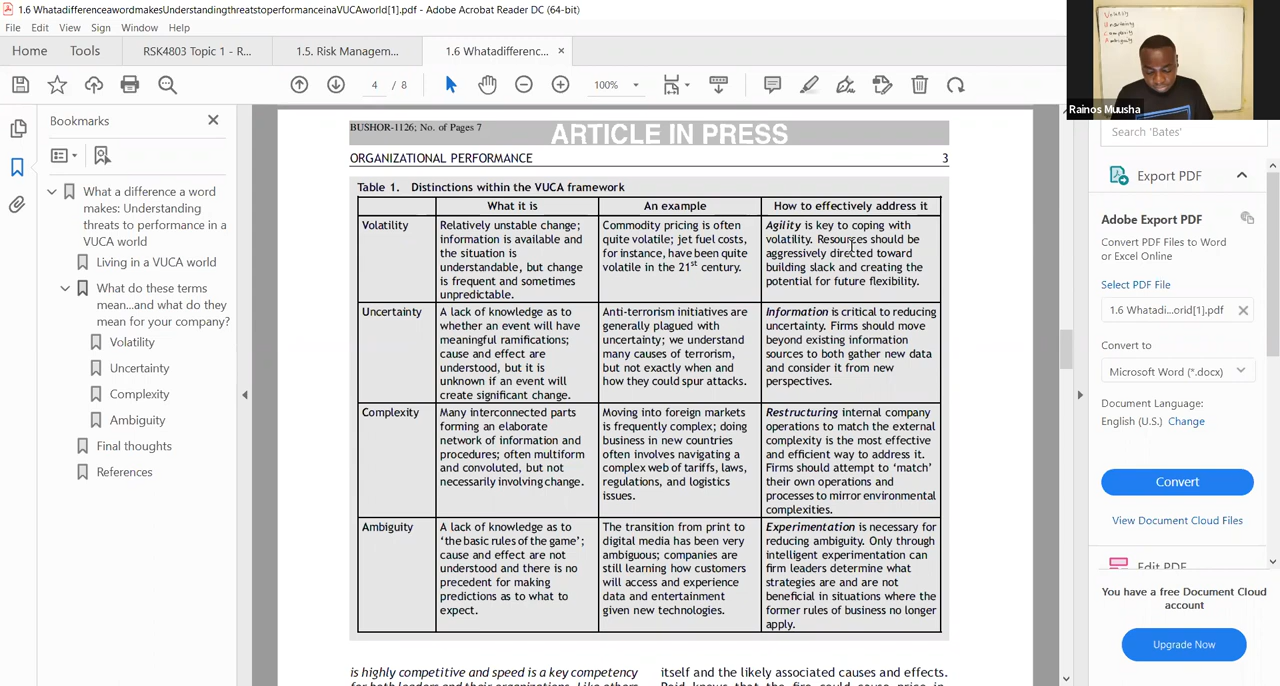 1.6 WhatadifferenceawordmakesUnderstandingthreatstoperformanceinaVUCAworld[1].pdf - Adobe Acrobat Reader DC (64-bit)
File Edit View Sign Window Help
Home Tools RSK4803 Topic 1 - R... 1.5. Risk Managem... 1.6 Whatadifferenc... ×
4 / 8 100%
Rainos Muusha
Bookmarks
What a difference a word
makes: Understanding
threats to performance in a
VUCA world
Living in a VUCA world
What do these terms
mean...and what do they
mean for your company?
Volatility
Uncertainty
Complexity
Ambiguity
Final thoughts
References
BUSHOR-1126; No. of Pages 7
ARTICLE IN PRESS
ORGANIZATIONAL PERFORMANCE 3
Table 1. Distinctions within the VUCA framework
What it is An example How to effectively address it
Volatility
Relatively unstable change;
information is available and
the situation is
understandable, but change
is frequent and sometimes
unpredictable.
Commodity pricing is often
quite volatile; jet fuel costs,
for instance, have been quite
volatile in the 21st century.
Agility is key to coping with
volatility. Resources should be
aggressively directed toward
building slack and creating the
potential for future flexibility.
Uncertainty
A lack of knowledge as to
whether an event will have
meaningful ramifications;
cause and effect are
understood, but it is
unknown if an event will
create significant change.
Anti-terrorism initiatives are
generally plagued with
uncertainty; we understand
many causes of terrorism,
but not exactly when and
how they could spur attacks.
Information is critical to reducing
uncertainty. Firms should move
beyond existing information
sources to both gather new data
and consider it from new
perspectives.
Complexity
Many interconnected parts
forming an elaborate
network of information and
procedures; often multiform
and convoluted, but not
necessarily involving change.
Moving into foreign markets
is frequently complex; doing
business in new countries
often involves navigating a
complex web of tariffs, laws,
regulations, and logistics
issues.
Restructuring internal company
operations to match the external
complexity is the most effective
and efficient way to address it.
Firms should attempt to ‘match’
their own operations and
processes to mirror environmental
complexities.
Ambiguity
A lack of knowledge as to
‘the basic rules of the game’;
cause and effect are not
understood and there is no
precedent for making
predictions as to what to
expect.
The transition from print to
digital media has been very
ambiguous; companies are
still learning how customers
will access and experience
data and entertainment
given new technologies.
Experimentation is necessary for
reducing ambiguity. Only through
intelligent experimentation can
firm leaders determine what
strategies are and are not
beneficial in situations where the
former rules of business no longer
apply.
is highly competitive and speed is a key competency
itself and the likely associated causes and effects.
Search 'Bates'
Export PDF
Adobe Export PDF
Convert PDF Files to Word
or Excel Online
Select PDF File
1.6 Whatadi...orld[1].pdf
Convert to
Microsoft Word (*.docx)
Document Language:
English (U.S.) Change
Convert
View Document Cloud Files
Edit PDF
You have a free Document Cloud
account
Upgrade Now